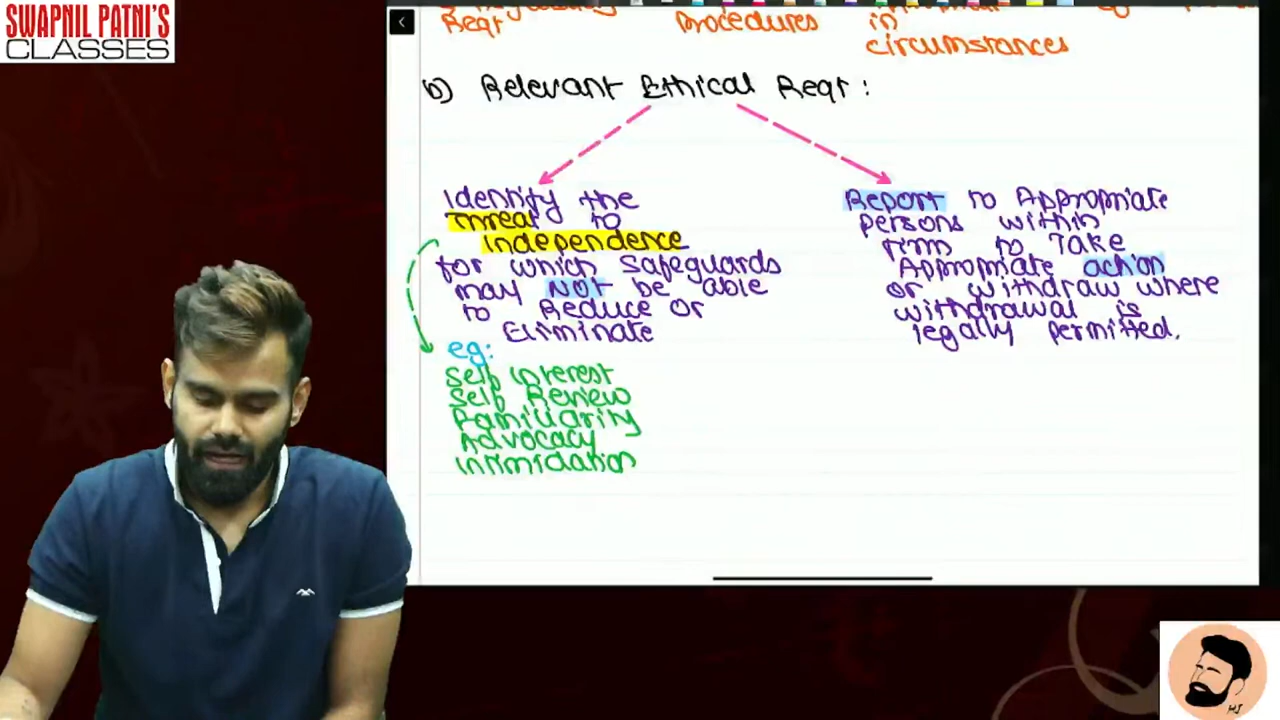 SWAPNIL PATNI'S
CLASSES
Reqr
procedures
in
circumstances
b) Relevant Ethical Reqr :
Identify the
Threat to
independence
for which safeguards
may NOT be able
to Reduce or
Eliminate
eg:
Self interest
Self Review
Familiarity
Advocacy
intimidation
Report to Appropriate
persons within
firm to Take
Appropriate action
or withdraw where
withdrawal is
legally permitted.